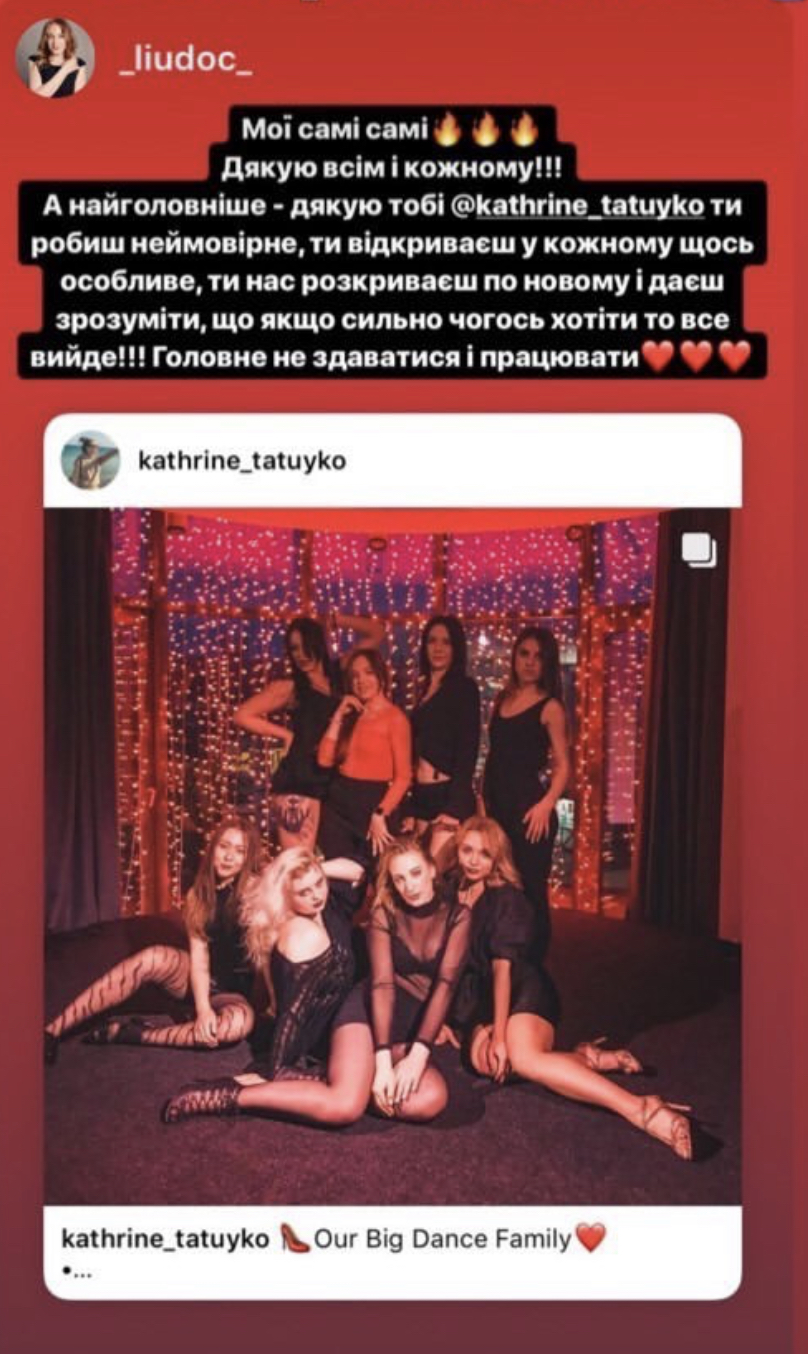 _liudoc_
Мої самі самі🔥🔥🔥
Дякую всім і кожному!!!
А найголовніше - дякую тобі @kathrine_tatuyko ти
робиш неймовірне, ти відкриваєш у кожному щось
особливе, ти нас розкриваєш по новому і даєш
зрозуміти, що якщо сильно чогось хотіти то все
вийде!!! Головне не здаватися і працювати❤️❤️❤️
kathrine_tatuyko
kathrine_tatuyko 👠Our Big Dance Family❤️
•...